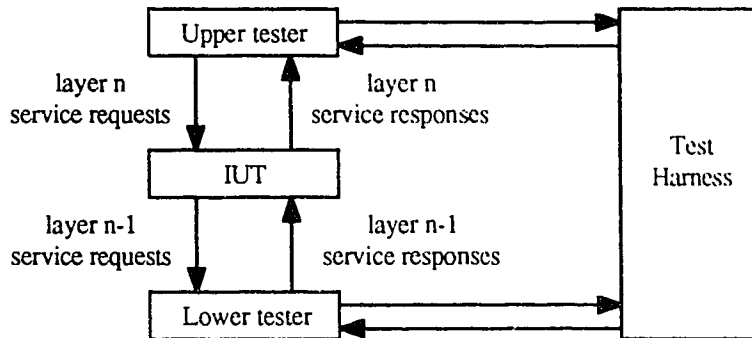 Upper tester
layer n
service requests
layer n
service responses
IUT
Test
Harness
layer n-1
service requests
layer n-1
service responses
Lower tester